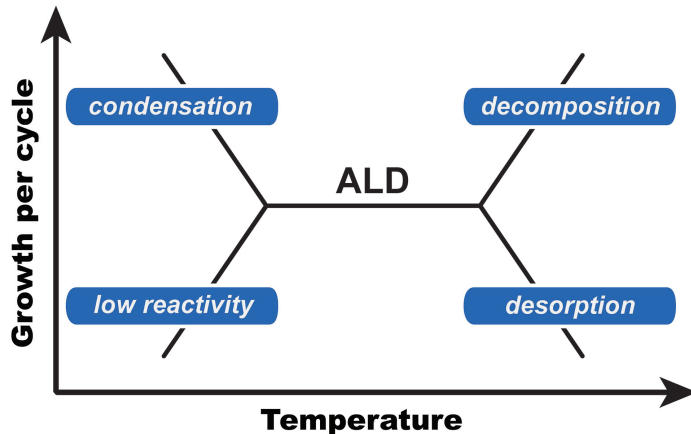 Growth per cycle
condensation
decomposition
ALD
low reactivity
desorption
Temperature